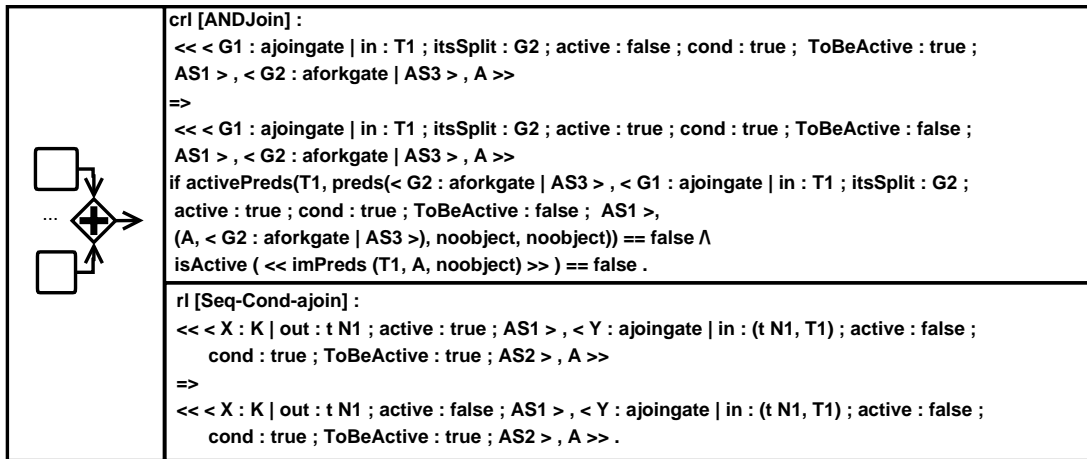 crl [ANDJoin] :
<< < G1 : ajoingate | in : T1 ; itsSplit : G2 ; active : false ; cond : true ; ToBeActive : true ;
AS1 > , < G2 : aforkgate | AS3 > , A >>
=>
<< < G1 : ajoingate | in : T1 ; itsSplit : G2 ; active : true ; cond : true ; ToBeActive : false ;
AS1 > , < G2 : aforkgate | AS3 > , A >>
if activePreds(T1, preds(< G2 : aforkgate | AS3 > , < G1 : ajoingate | in : T1 ; itsSplit : G2 ;
active : true ; cond : true ; ToBeActive : false ; AS1 >,
(A, < G2 : aforkgate | AS3 >), noobject, noobject)) == false /\
isActive ( << imPreds (T1, A, noobject) >> ) == false .
...
rl [Seq-Cond-ajoin] :
<< < X : K | out : t N1 ; active : true ; AS1 > , < Y : ajoingate | in : (t N1, T1) ; active : false ;
cond : true ; ToBeActive : true ; AS2 > , A >>
=>
<< < X : K | out : t N1 ; active : false ; AS1 > , < Y : ajoingate | in : (t N1, T1) ; active : false ;
cond : true ; ToBeActive : true ; AS2 > , A >> .